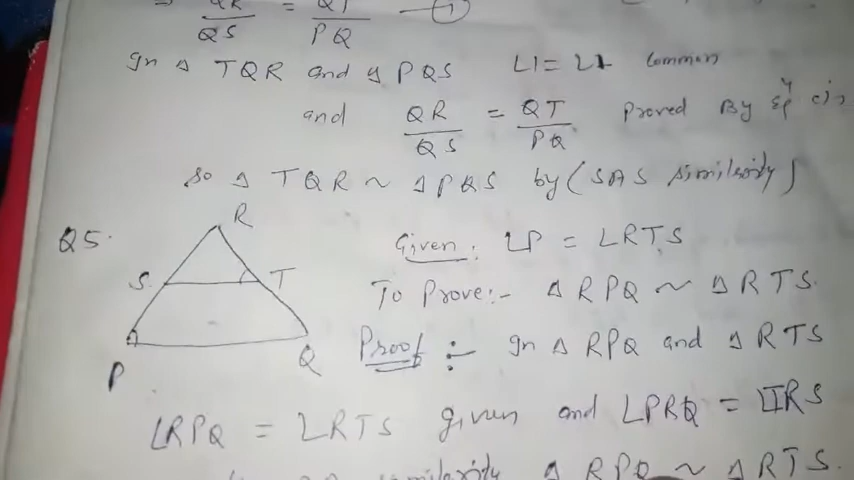 QR/QS = QT/PQ — (1)
In Δ TQR and Δ PQS ∠1 = ∠1 Common
and QR/QS = QT/PQ Proved By
So Δ TQR ~ Δ PQS by (SAS similarity)
Q5.
R
S T
P Q
Given: ∠P = ∠RTS
To Prove:- Δ RPQ ~ Δ RTS.
Proof :- In Δ RPQ and Δ RTS
∠RPQ = ∠RTS given and ∠PRQ = ∠TRS
similarity Δ RPQ ~ Δ RTS.